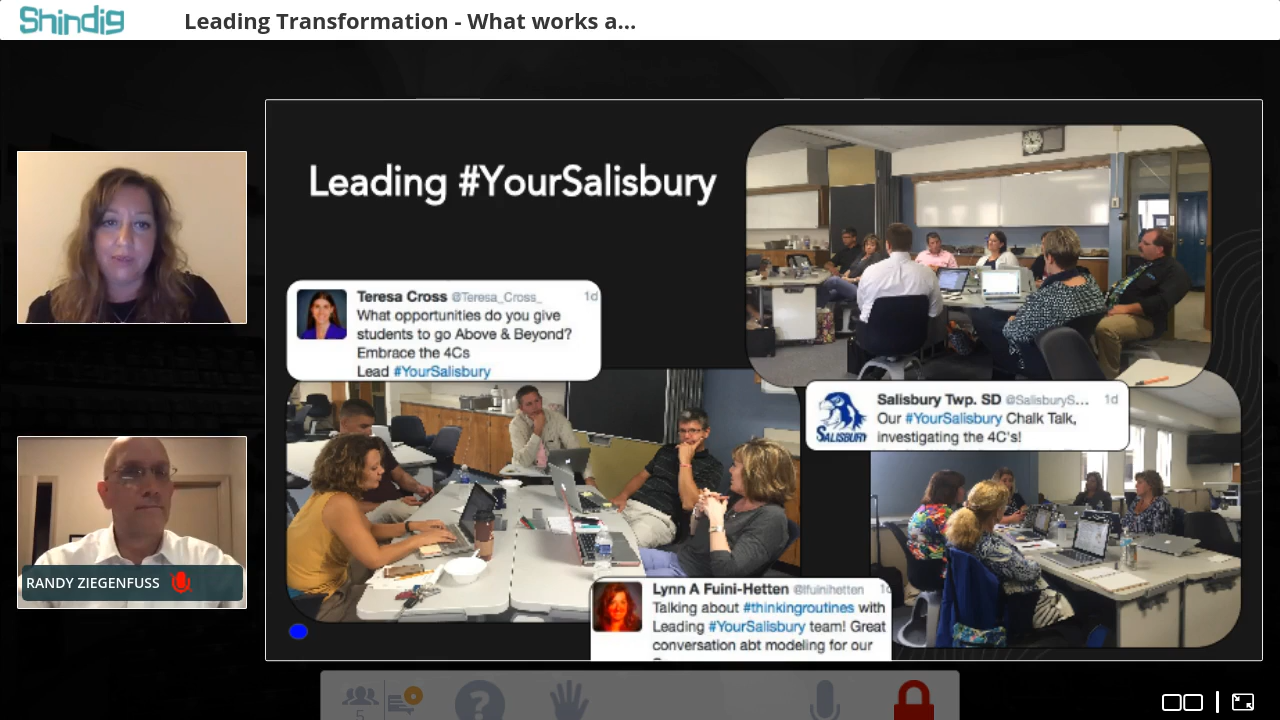 Shindig
Leading Transformation - What works a...
Leading #YourSalisbury
Teresa Cross @Teresa_Cross_ 1d
What opportunities do you give
students to go Above & Beyond?
Embrace the 4Cs
Lead #YourSalisbury
Salisbury Twp. SD @SalisburyS... 1d
Our #YourSalisbury Chalk Talk,
investigating the 4C's!
SALISBURY
Lynn A Fuini-Hetten @lfuinihetten 1d
Talking about #thinkingroutines with
Leading #YourSalisbury team! Great
conversation abt modeling for our
RANDY ZIEGENFUSS
5
?